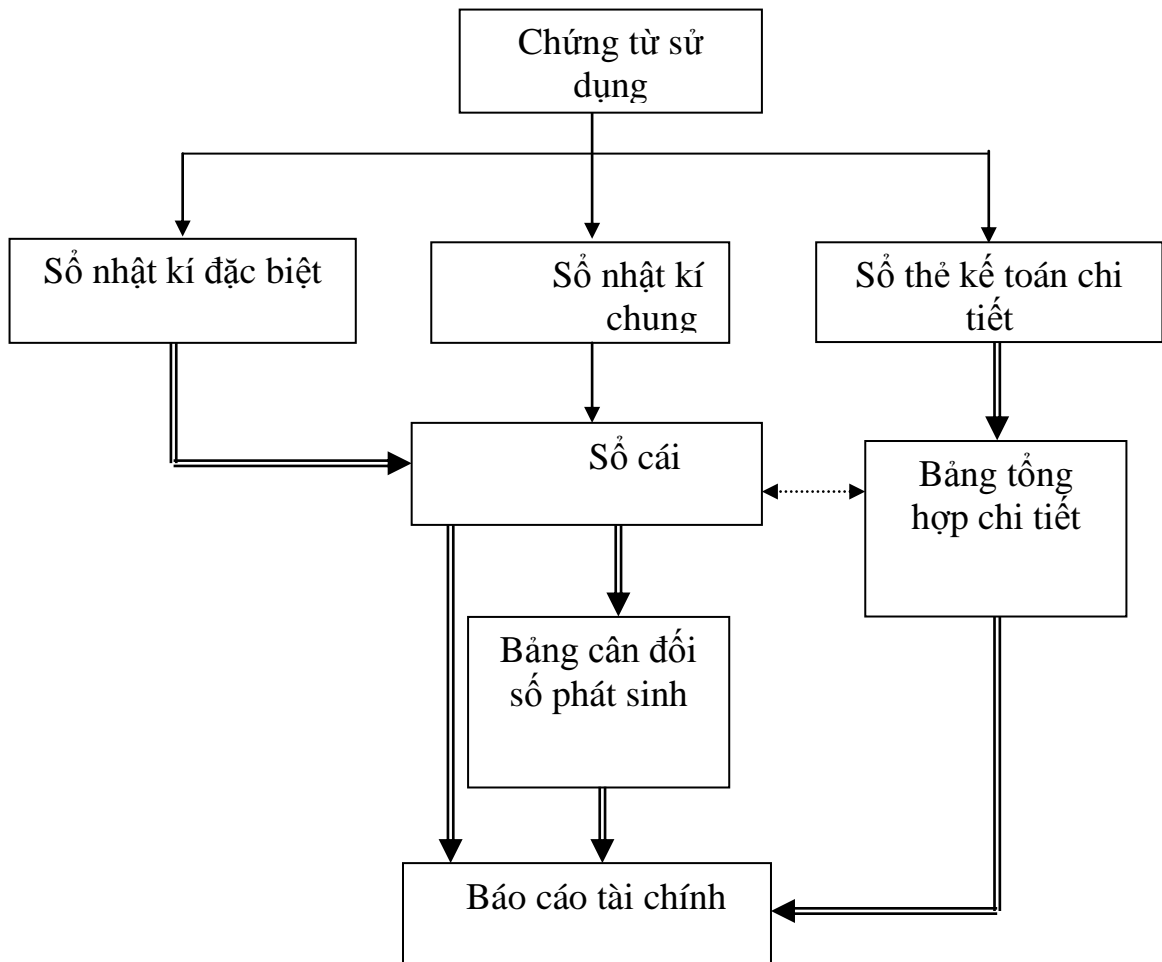 Chứng từ sử
dụng
Sổ nhật kí đặc biệt
Sổ nhật kí
chung
Sổ thẻ kế toán chi
tiết
Sổ cái
Bảng tổng
hợp chi tiết
Bảng cân đối
số phát sinh
Báo cáo tài chính